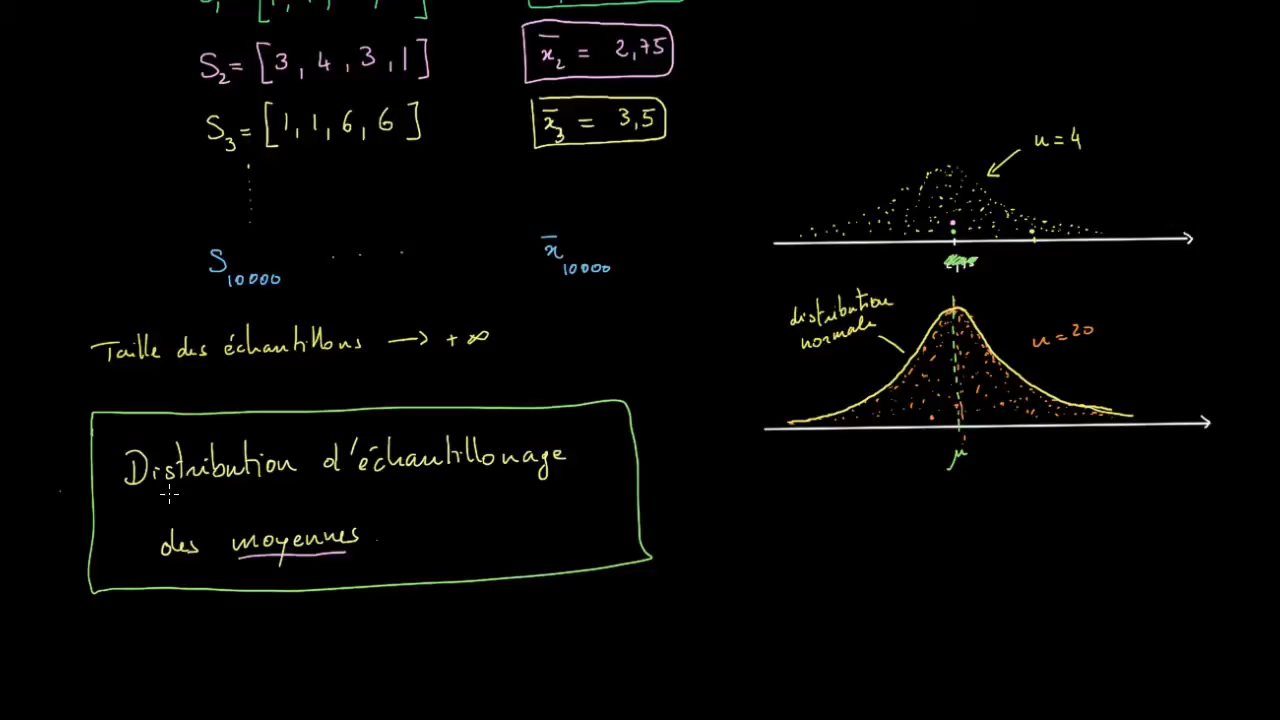 S₂ = [3, 4, 3, 1]
x̄₂ = 2,75
S₃ = [1, 1, 6, 6]
x̄₃ = 3,5
n = 4
S₁₀₀₀₀ . . . x̄₁₀₀₀₀
distribution
normale
n = 20
Taille des échantillons → + ∞
Distribution d'échantillonage
des moyennes
μ